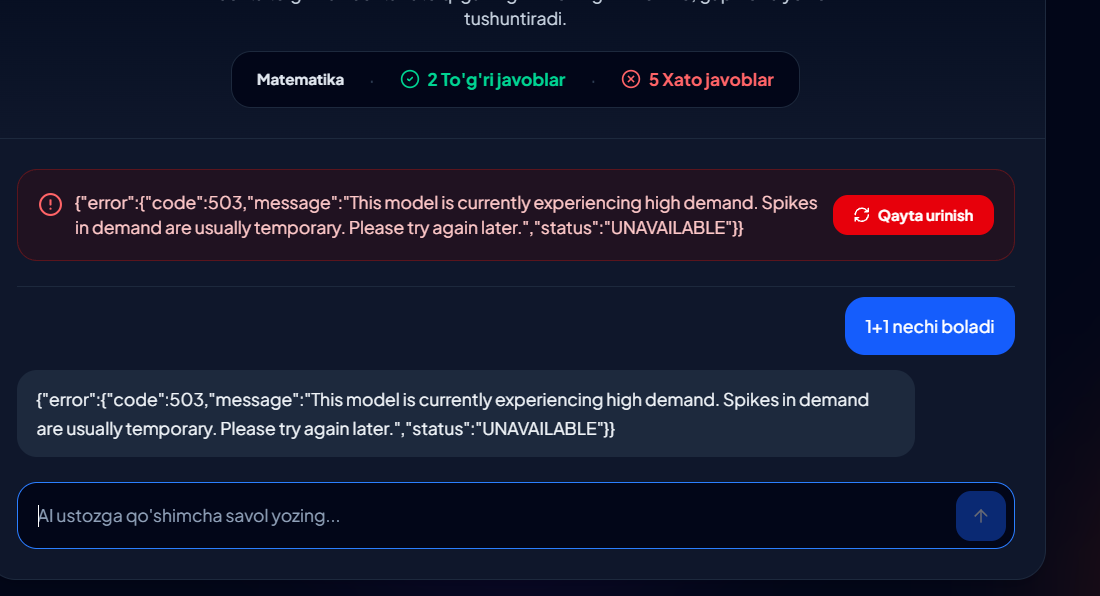 tushuntiradi.
Matematika · 2 To'g'ri javoblar · 5 Xato javoblar
{"error":{"code":503,"message":"This model is currently experiencing high demand. Spikes
in demand are usually temporary. Please try again later.","status":"UNAVAILABLE"}}
Qayta urinish
1+1 nechi boladi
{"error":{"code":503,"message":"This model is currently experiencing high demand. Spikes in demand
are usually temporary. Please try again later.","status":"UNAVAILABLE"}}
AI ustozga qo'shimcha savol yozing...